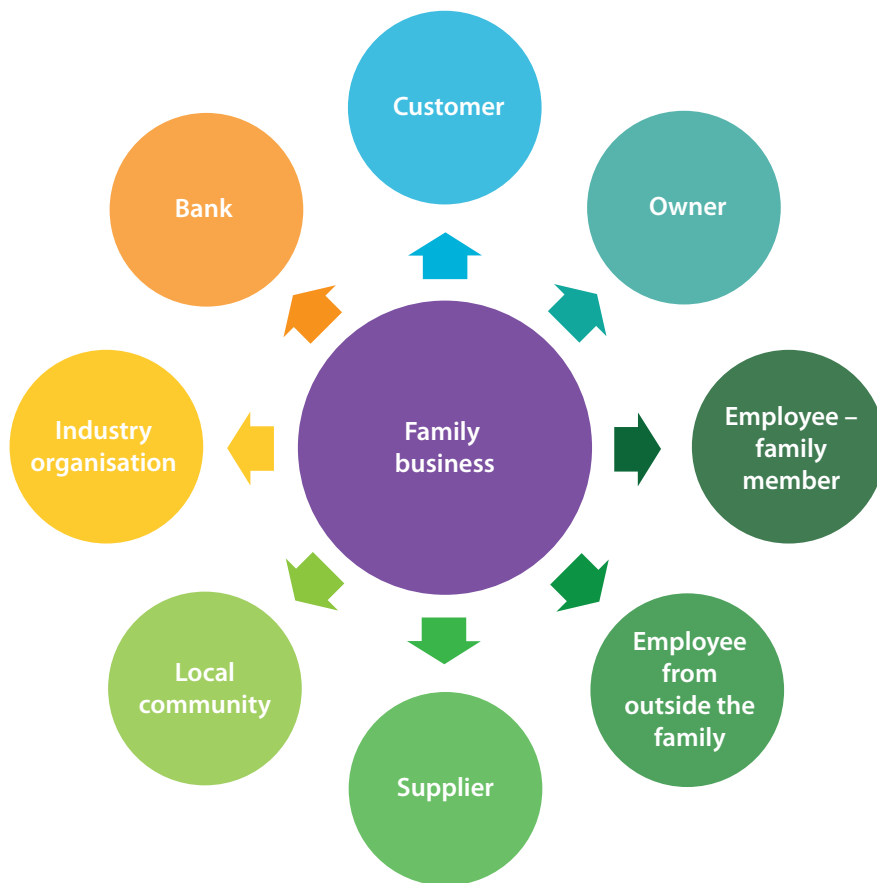 Customer
Bank
Owner
Industry
organisation
Family
business
Employee –
family
member
Local
community
Employee
from
outside the
family
Supplier